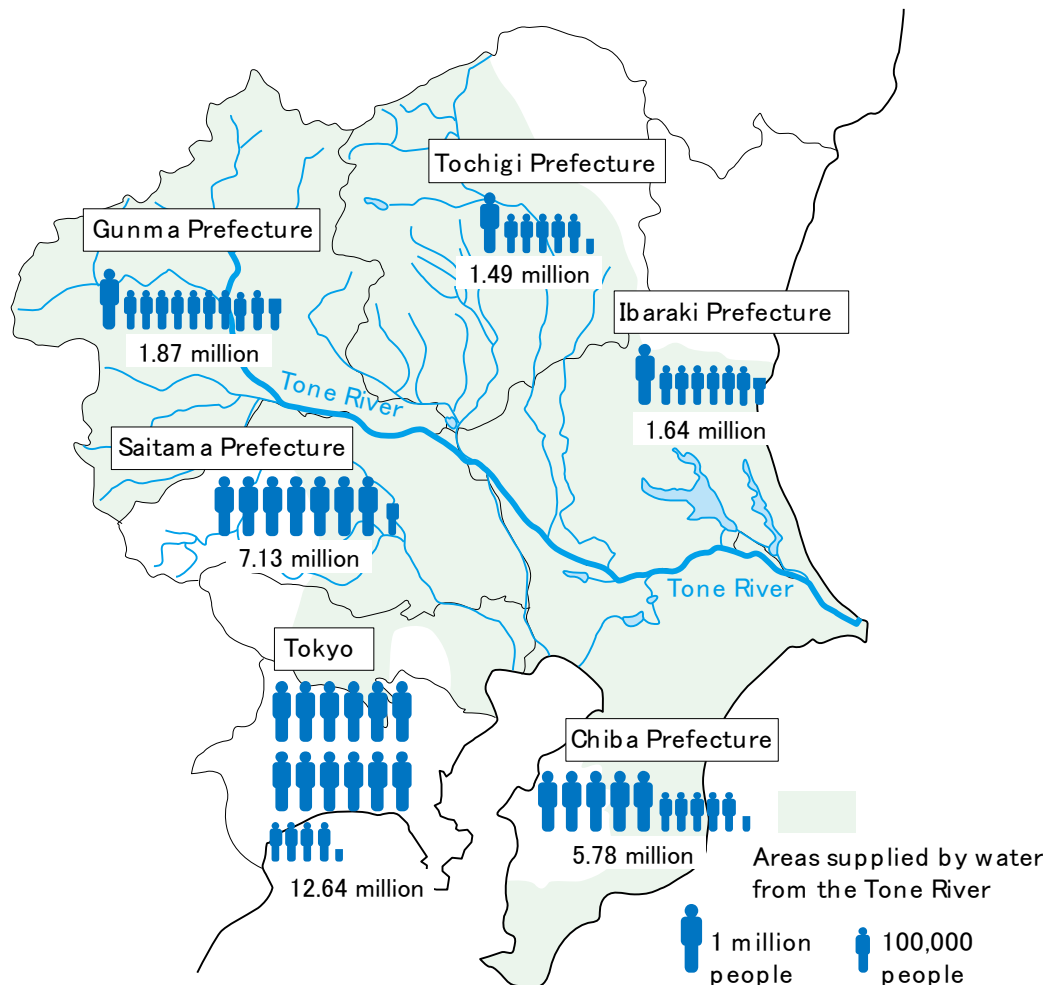 Tochigi Prefecture
1.49 million
Gunma Prefecture
1.87 million
Ibaraki Prefecture
1.64 million
Tone River
Saitama Prefecture
7.13 million
Tone River
Tokyo
12.64 million
Chiba Prefecture
5.78 million
Areas supplied by water
from the Tone River
1 million
people
100,000
people